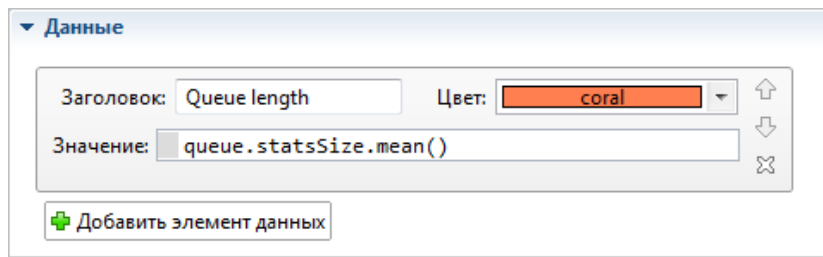 Данные
Заголовок: Queue length Цвет: coral
Значение: queue.statsSize.mean()
Добавить элемент данных